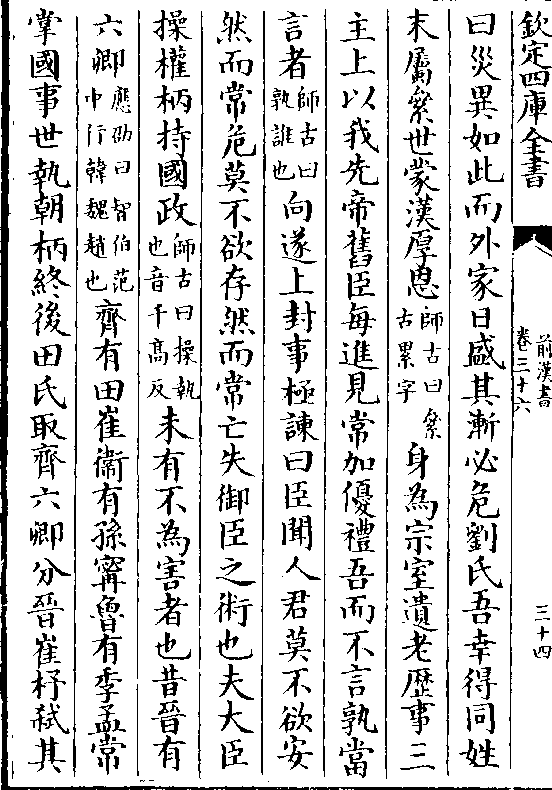 欽定四庫全書
前漢書
卷三十六
三十四
曰災異如此而外家日盛其漸必危劉氏吾幸得同姓
末屬絫世蒙漢厚恩師古曰絫古累字身為宗室遺老歷事三
主上以我先帝舊臣每進見常加優禮吾而不言孰當
言者師古曰孰誰也向遂上封事極諫曰臣聞人君莫不欲安
然而常危莫不欲存然而常亡失御臣之術也夫大臣
操權柄持國政師古曰操執也音千高反未有不為害者也昔晉有
六卿應劭曰智伯范中行韓魏趙也齊有田崔衞有孫甯魯有季孟常
掌國事世執朝柄終後田氏取齊六卿分晉崔杼弒其